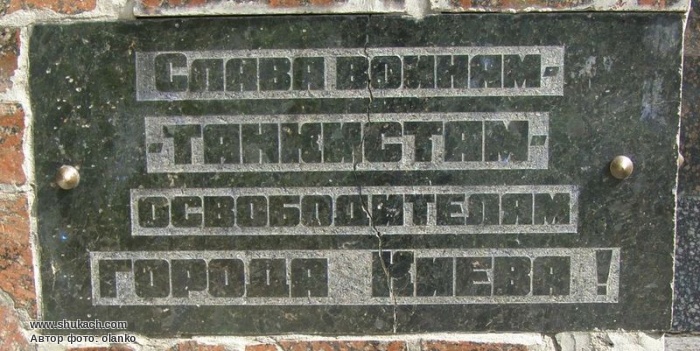 Слава воинам-
-танкистам-
освободителям
города Киева!
www.shukach.com
Автор фото: olanko